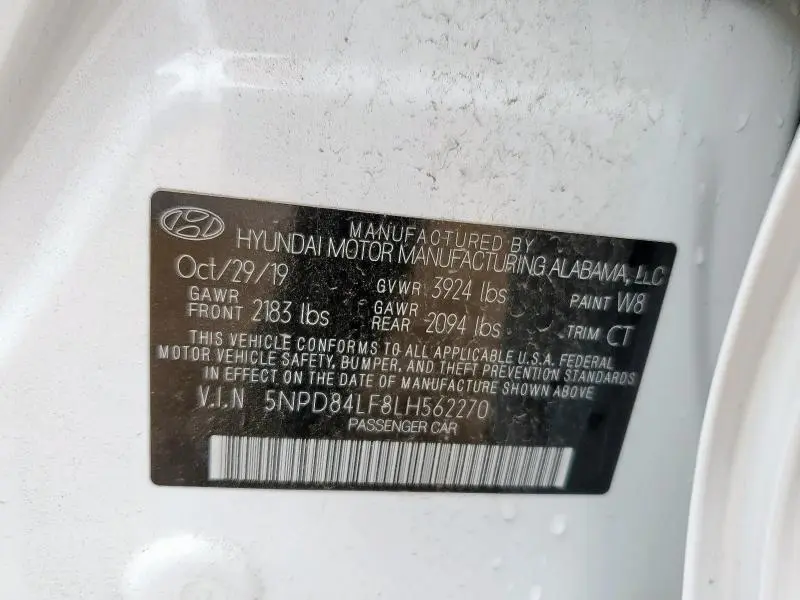 MANUFACTURED BY
HYUNDAI MOTOR MANUFACTURING ALABAMA, LLC
Oct/29/19 GVWR 3924 lbs PAINT W8
GAWR FRONT 2183 lbs GAWR REAR 2094 lbs TRIM CT
THIS VEHICLE CONFORMS TO ALL APPLICABLE U.S.A. FEDERAL
MOTOR VEHICLE SAFETY, BUMPER, AND THEFT PREVENTION STANDARDS
IN EFFECT ON THE DATE OF MANUFACTURE SHOWN ABOVE
V.I.N 5NPD84LF8LH562270
PASSENGER CAR